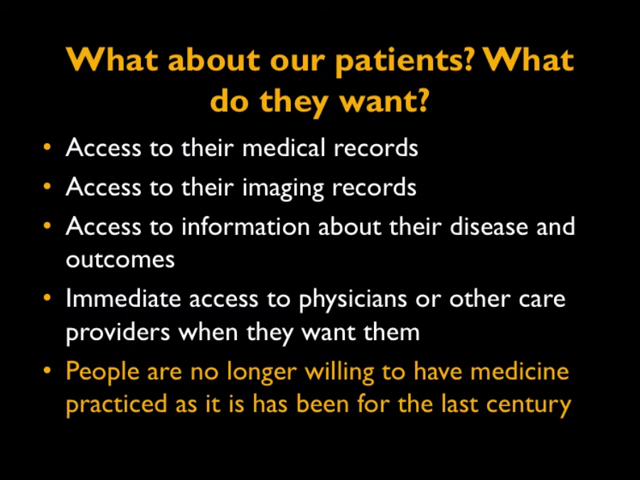 What about our patients? What
do they want?
• Access to their medical records
• Access to their imaging records
• Access to information about their disease and
outcomes
• Immediate access to physicians or other care
providers when they want them
• People are no longer willing to have medicine
practiced as it is has been for the last century